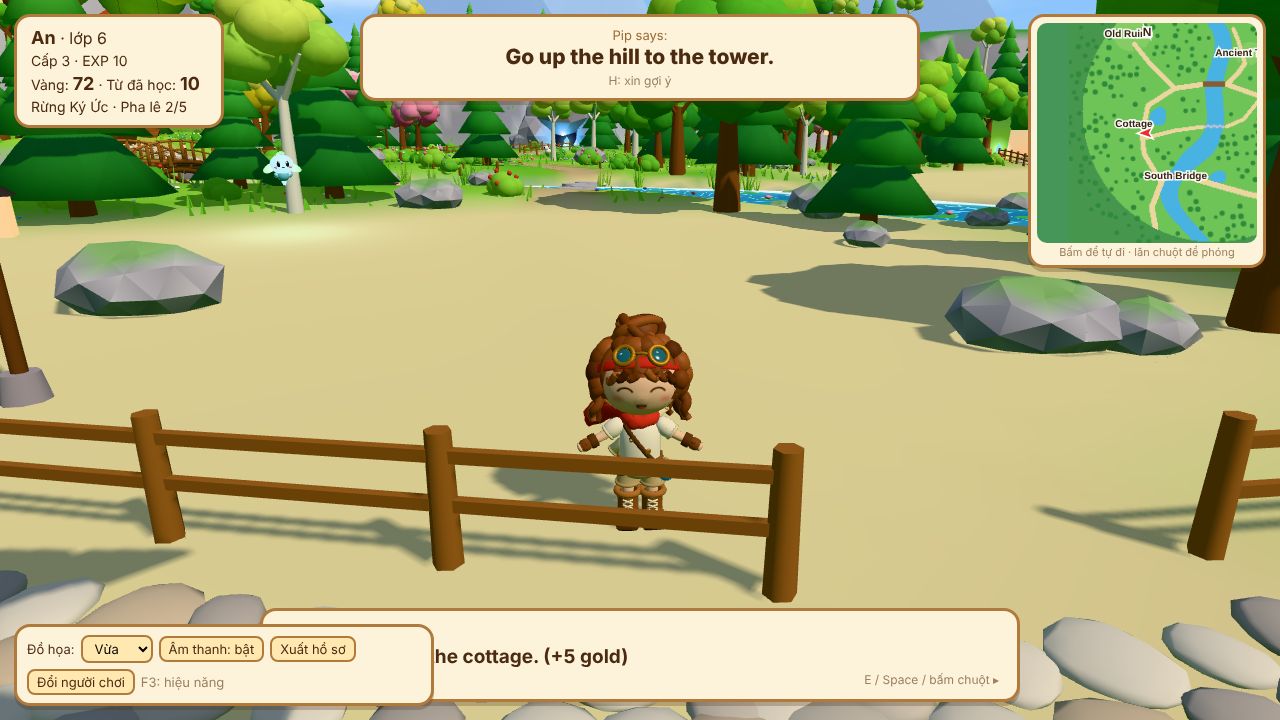 An · lớp 6
Cấp 3 · EXP 10
Vàng: 72 · Từ đã học: 10
Rừng Ký Ức · Pha lê 2/5
Pip says:
Go up the hill to the tower.
H: xin gợi ý
Old Rui
N
Ancient
Cottage
South Bridge
Bấm để tự đi · lăn chuột để phóng
he cottage. (+5 gold)
E / Space / bấm chuột ▸
Đồ họa: Vừa Âm thanh: bật Xuất hồ sơ
Đổi người chơi F3: hiệu năng